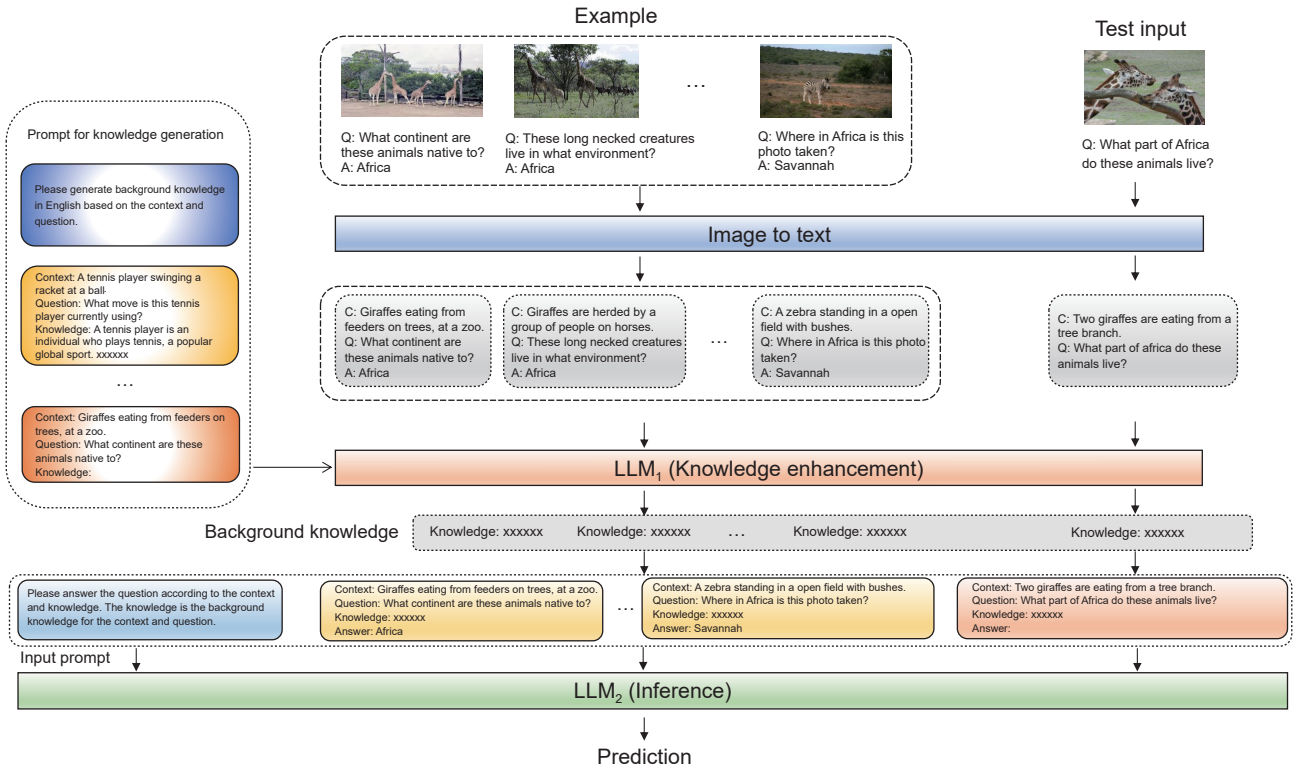 Example
Test input
Q: What continent are
these animals native to?
A: Africa
Q: These long necked creatures
live in what environment?
A: Africa
...
Q: Where in Africa is this
photo taken?
A: Savannah
Q: What part of Africa
do these animals live?
Prompt for knowledge generation
Please generate background knowledge
in English based on the context and
question.
Context: A tennis player swinging a
racket at a ball.
Question: What move is this tennis
player currently using?
Knowledge: A tennis player is an
individual who plays tennis, a popular
global sport. xxxxxx
...
Context: Giraffes eating from feeders on
trees, at a zoo.
Question: What continent are these
animals native to?
Knowledge:
Image to text
C: Giraffes eating from
feeders on trees, at a zoo.
Q: What continent are
these animals native to?
A: Africa
C: Giraffes are herded by a
group of people on horses.
Q: These long necked creatures
live in what environment?
A: Africa
...
C: A zebra standing in a open
field with bushes.
Q: Where in Africa is this photo
taken?
A: Savannah
C: Two giraffes are eating from a
tree branch.
Q: What part of africa do these
animals live?
LLM1 (Knowledge enhancement)
Background knowledge
Knowledge: xxxxxx
Knowledge: xxxxxx
...
Knowledge: xxxxxx
Knowledge: xxxxxx
Please answer the question according to the context
and knowledge. The knowledge is the background
knowledge for the context and question.
Context: Giraffes eating from feeders on trees, at a zoo.
Question: What continent are these animals native to?
Knowledge: xxxxxx
Answer: Africa
...
Context: A zebra standing in a open field with bushes.
Question: Where in Africa is this photo taken?
Knowledge: xxxxxx
Answer: Savannah
Context: Two giraffes are eating from a tree branch.
Question: What part of Africa do these animals live?
Knowledge: xxxxxx
Answer:
Input prompt
LLM2 (Inference)
Prediction